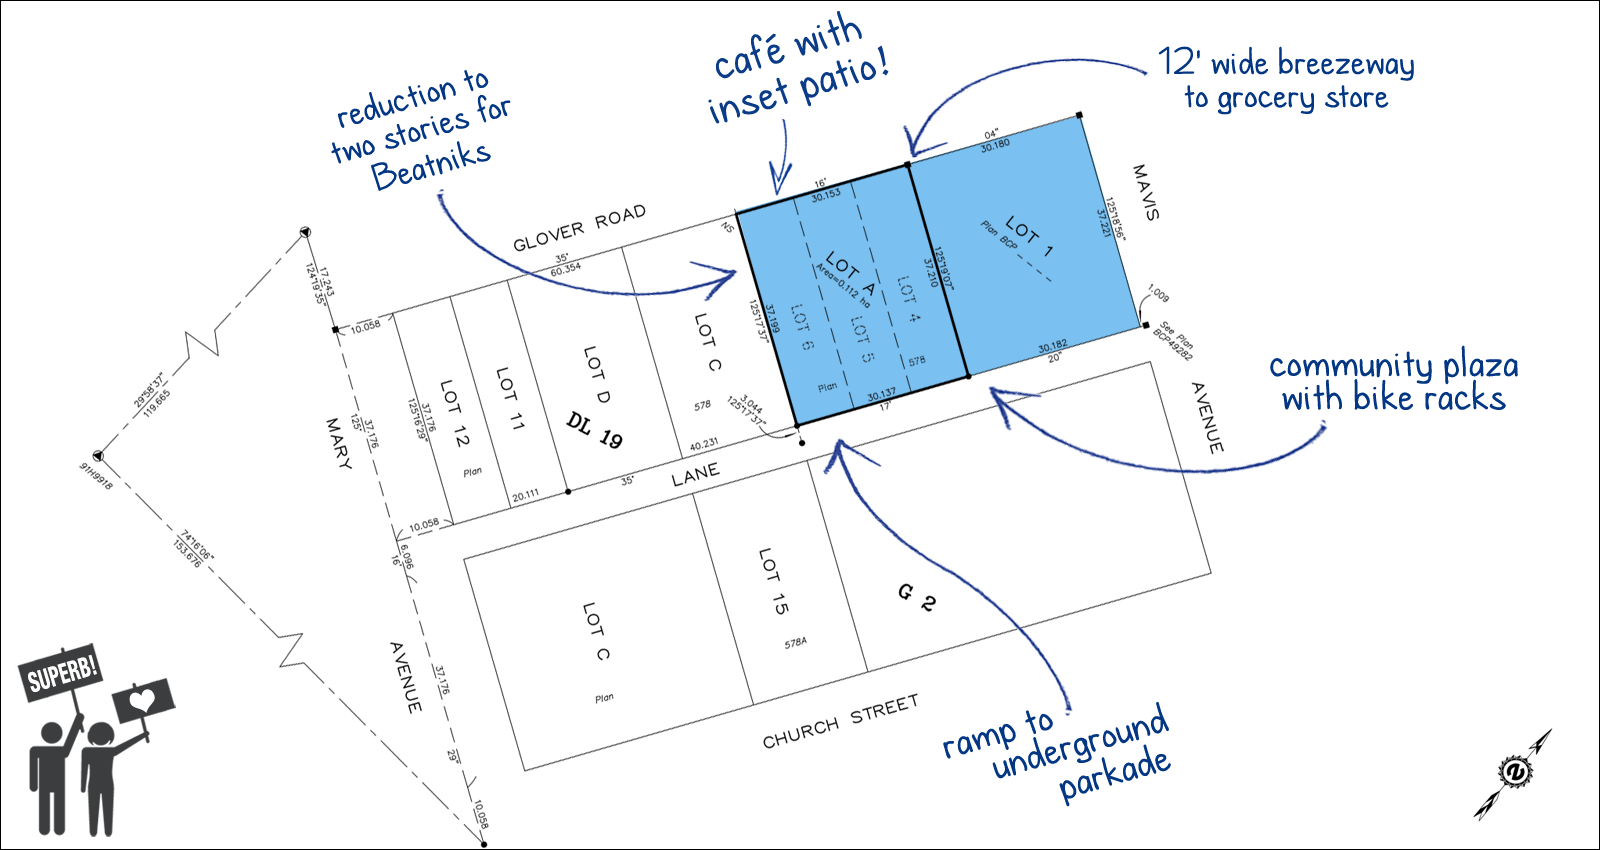 café with
inset patio!
12' wide breezeway
to grocery store
reduction to
two stories for
Beatniks
GLOVER ROAD
35'
60.354
16'
30.153
04"
30.180
MAVIS
AVENUE
125°18'56"
37.221
LOT 1
Plan BCP
1.009
See Plan
BCP49282
NS
LOT A
Area=0.112 ha
LOT 6
LOT 5
LOT 4
578
Plan
37.199
125°17'37"
125°19'07"
37.210
30.137
17'
30.182
20"
3.044
125°17'37"
community plaza
with bike racks
17.243
124°19'35"
10.058
LOT 12
37.176
125°16'29"
Plan
LOT 11
20.111
LOT D
DL 19
LOT C
578
40.231
35'
LANE
29°58'37"
119.665
91H9918
74°16'06"
153.676
MARY
AVENUE
37.176
125°
10.058
6.096
16'
37.176
29"
10.058
LOT C
Plan
LOT 15
578A
G 2
CHURCH STREET
ramp to
underground
parkade
SUPERB!